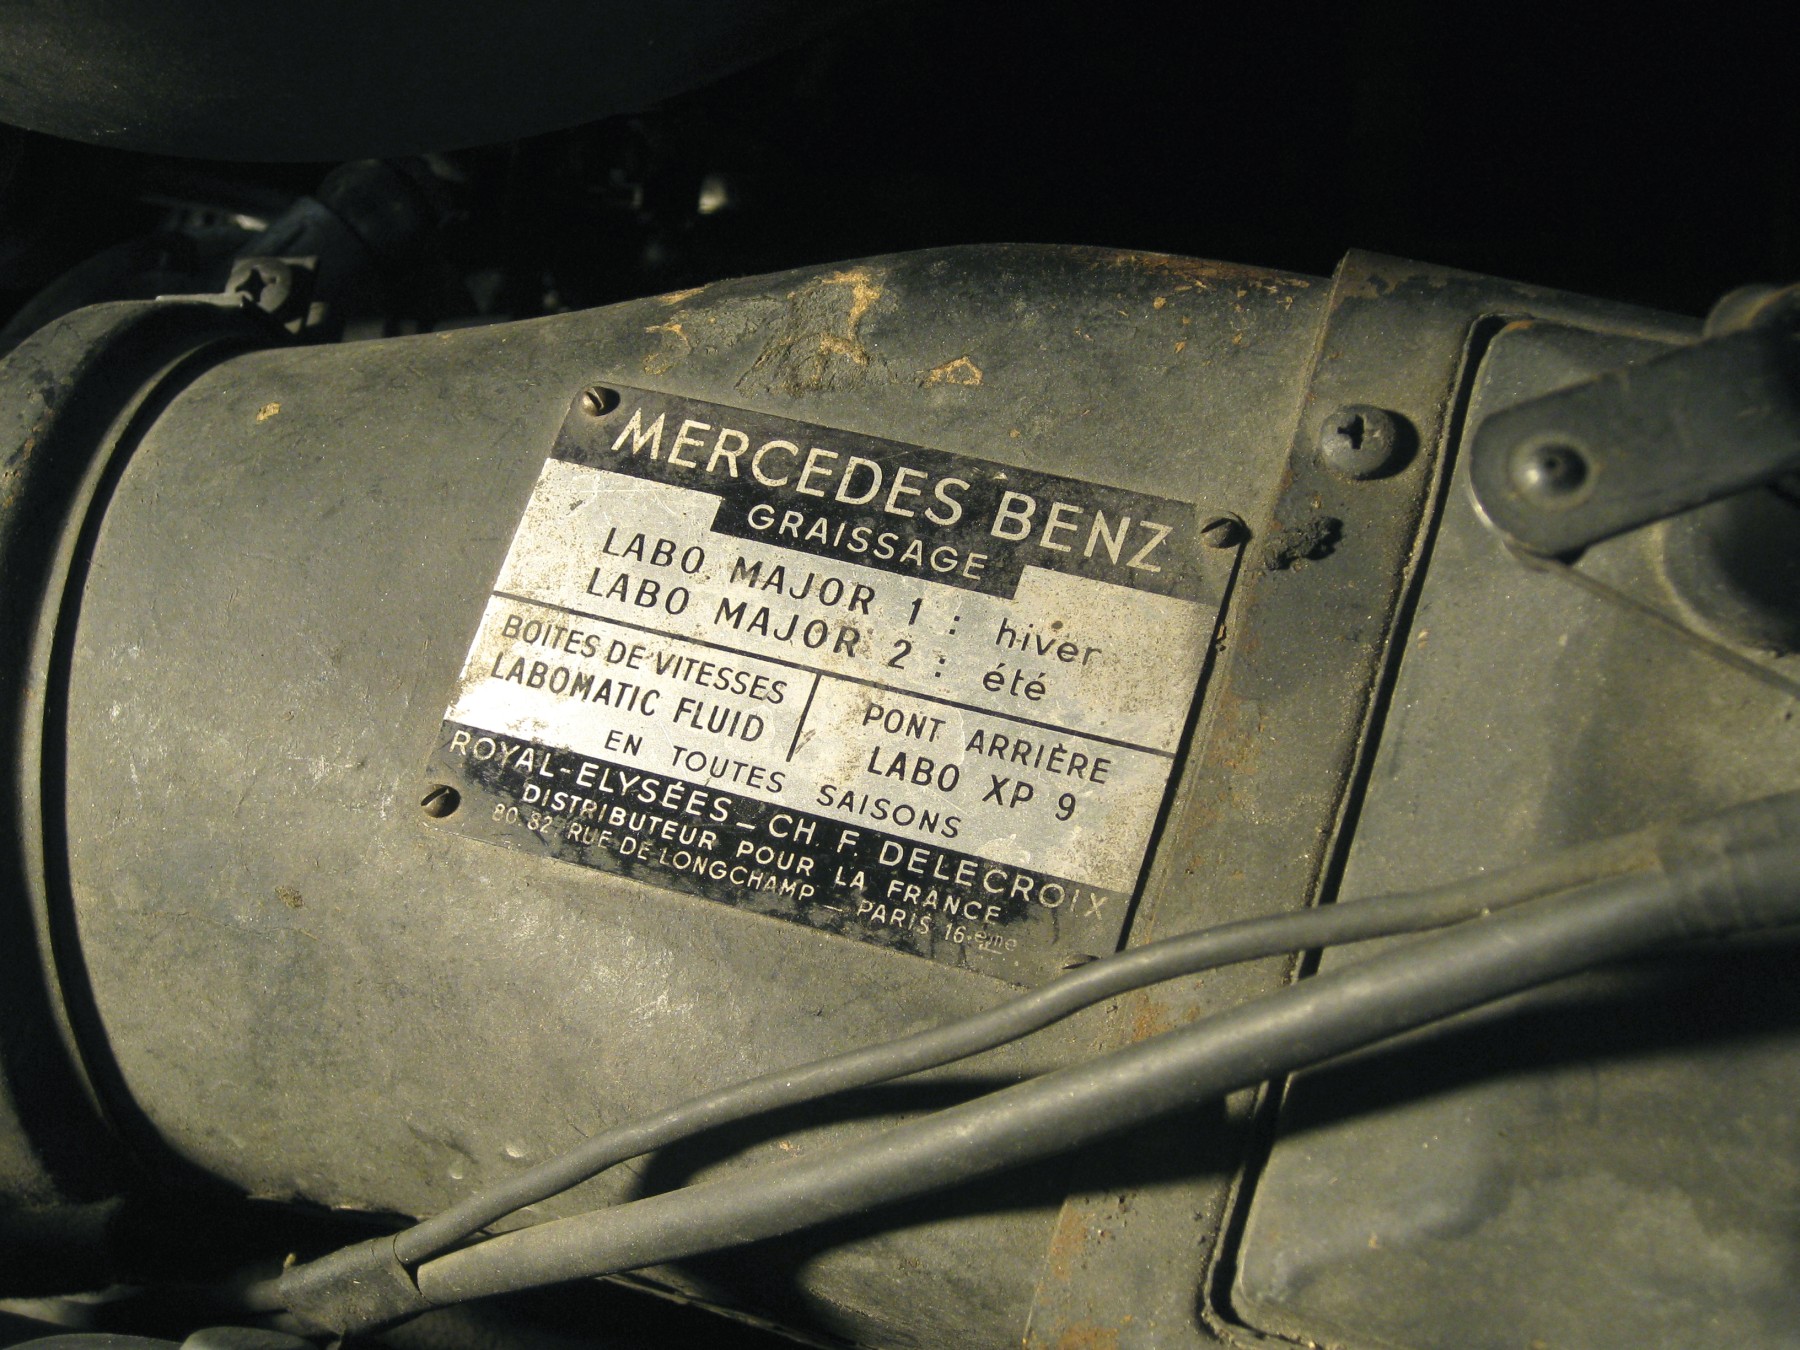 MERCEDES BENZ
GRAISSAGE
LABO MAJOR 1 : hiver
LABO MAJOR 2 : été
BOITES DE VITESSES
LABOMATIC FLUID
PONT ARRIÈRE
LABO XP 9
EN TOUTES SAISONS
ROYAL-ELYSÉES - CH. F. DELECROIX
DISTRIBUTEUR POUR LA FRANCE
80-82 RUE DE LONGCHAMP - PARIS 16ème